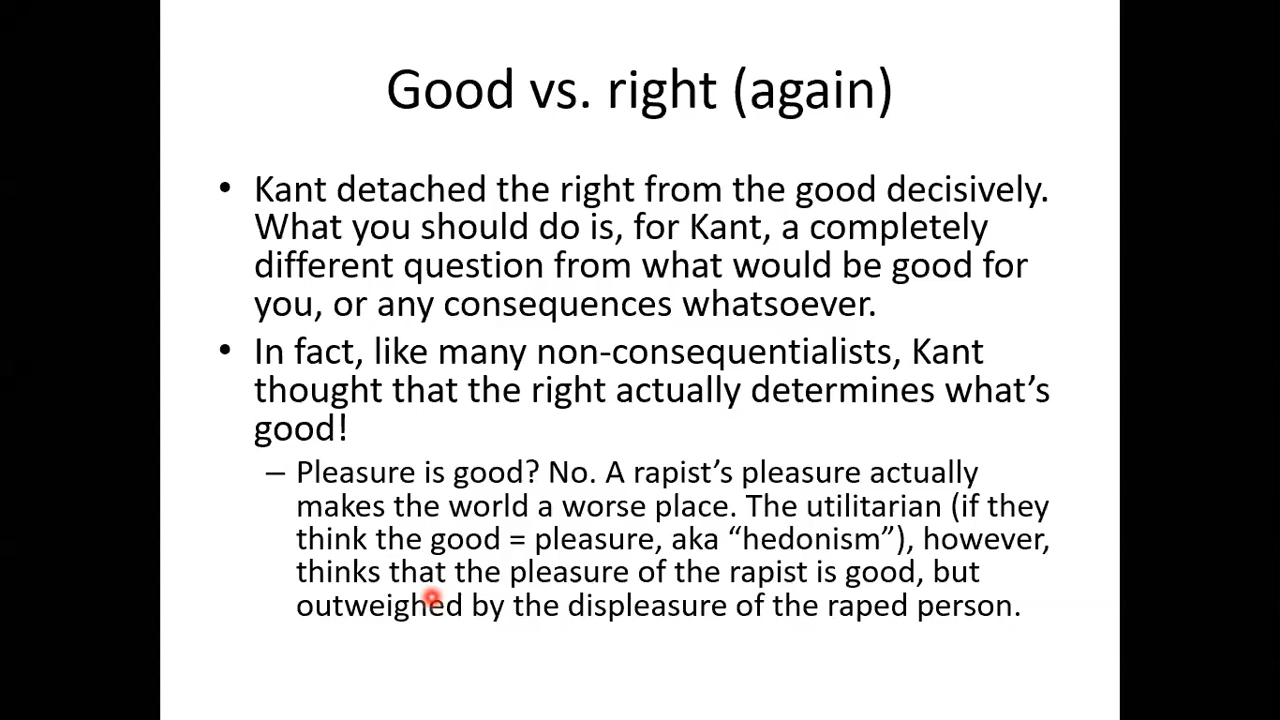 Good vs. right (again)
• Kant detached the right from the good decisively.
What you should do is, for Kant, a completely
different question from what would be good for
you, or any consequences whatsoever.
• In fact, like many non-consequentialists, Kant
thought that the right actually determines what’s
good!
– Pleasure is good? No. A rapist’s pleasure actually
makes the world a worse place. The utilitarian (if they
think the good = pleasure, aka “hedonism”), however,
thinks that the pleasure of the rapist is good, but
outweighed by the displeasure of the raped person.